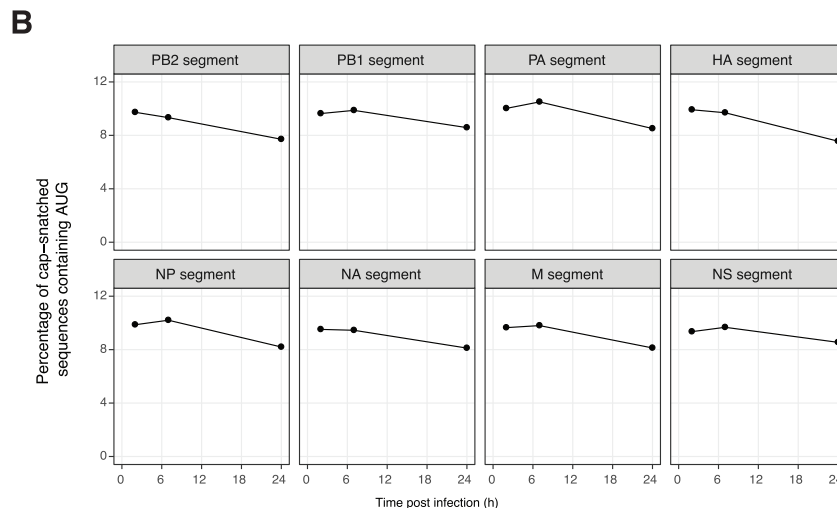 B
PB2 segment PB1 segment PA segment HA segment
12
8
4
0
Percentage of cap-snatched
sequences containing AUG
NP segment NA segment M segment NS segment
12
8
4
0
0 6 12 18 24 0 6 12 18 24 0 6 12 18 24 0 6 12 18
Time post infection (h)